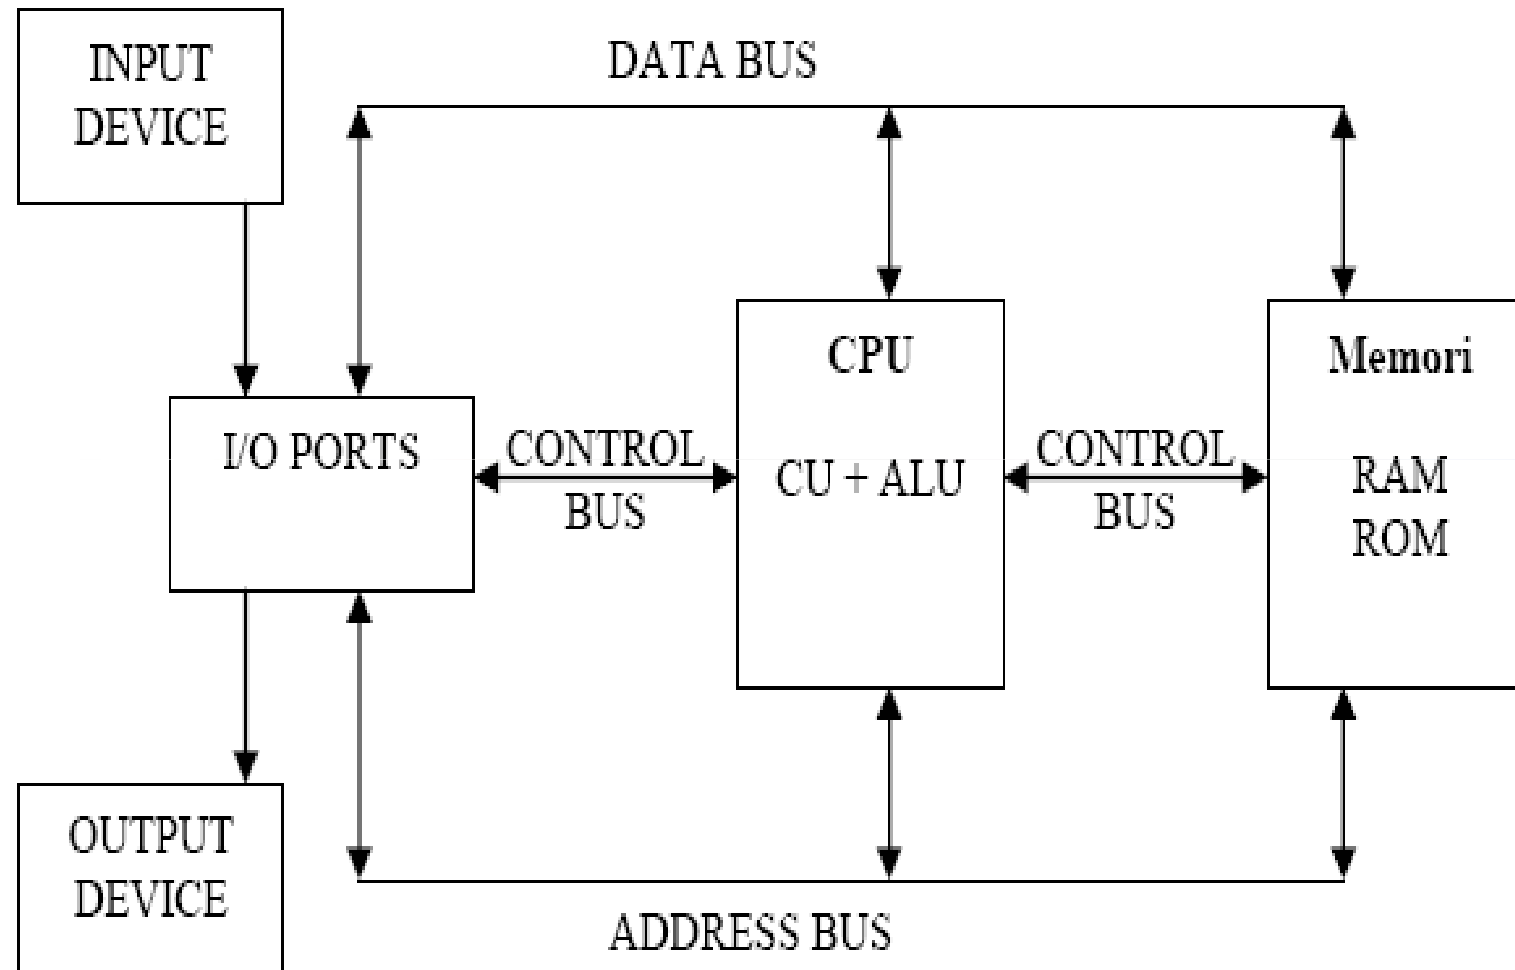 INPUT
DEVICE
DATA BUS
CPU
CU + ALU
Memori
RAM
ROM
I/O PORTS
CONTROL
BUS
CONTROL
BUS
OUTPUT
DEVICE
ADDRESS BUS